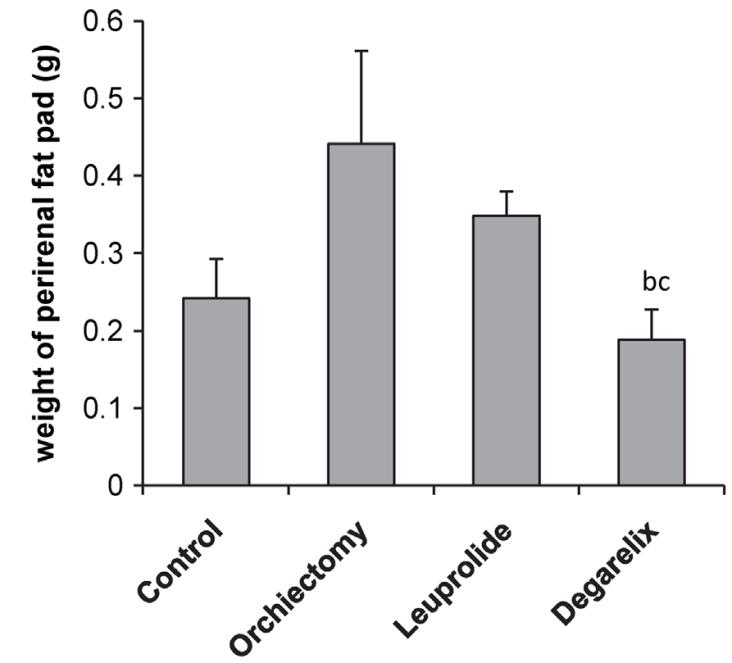 weight of perirenal fat pad (g)
0.6
0.5
0.4
0.3
0.2
0.1
0
bc
Control
Orchiectomy
Leuprolide
Degarelix